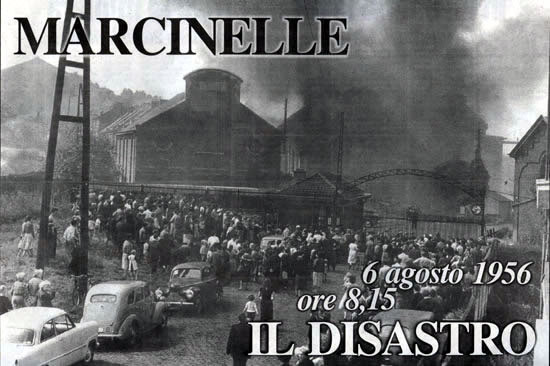 MARCINELLE
6 agosto 1956
ore 8,15
IL DISASTRO